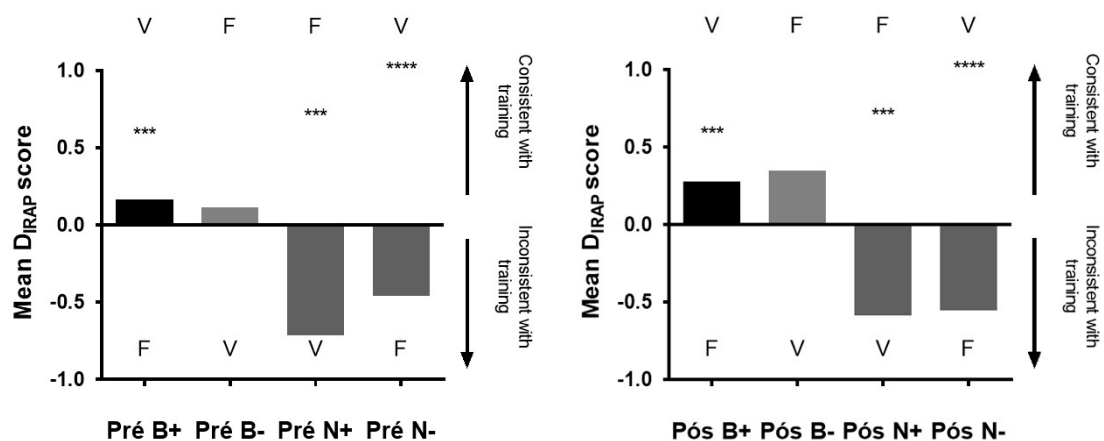 V F F V
1.0
0.5
0.0
-0.5
-1.0
Mean DIRAP score
*** *** ****
F V V F
Pré B+ Pré B- Pré N+ Pré N-
Consistent with
training
Inconsistent with
training
V F F V
1.0
0.5
0.0
-0.5
-1.0
Mean DIRAP score
*** *** ****
F V V F
Pós B+ Pós B- Pós N+ Pós N-
Consistent with
training
Inconsistent with
training